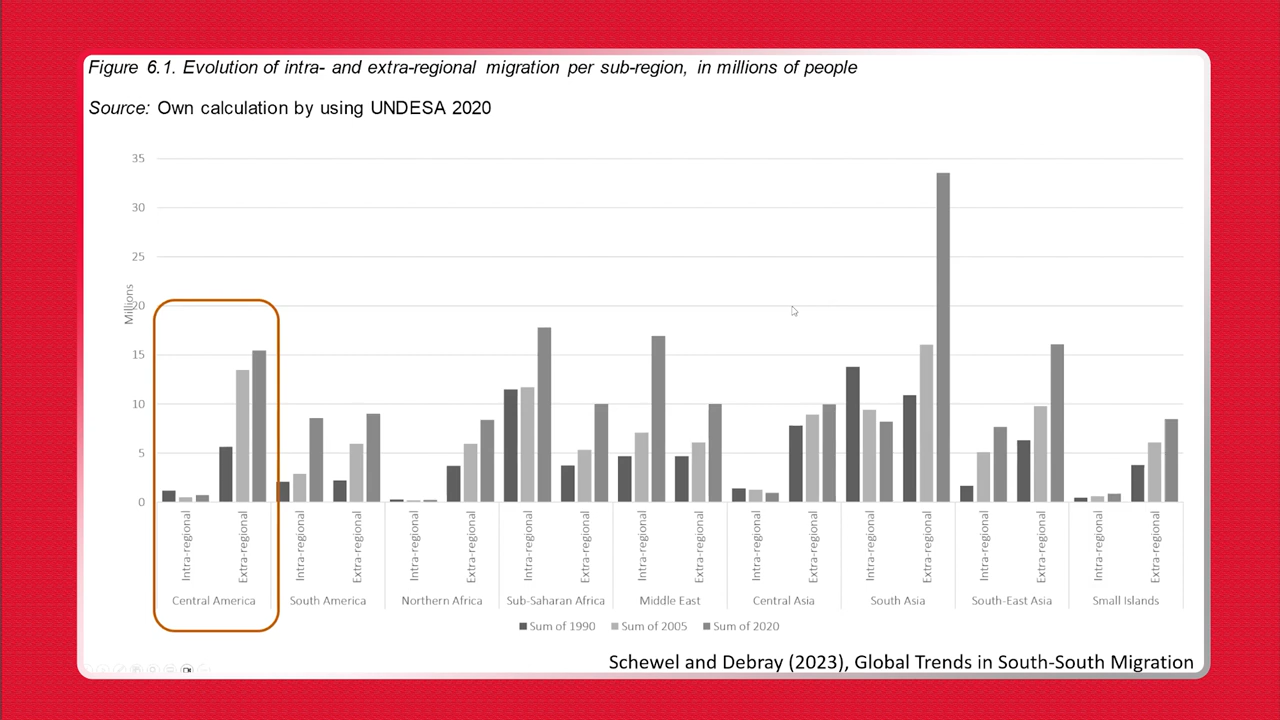 Figure 6.1. Evolution of intra- and extra-regional migration per sub-region, in millions of people
Source: Own calculation by using UNDESA 2020
Millions
35
30
25
20
15
10
5
0
Intra-regional
Extra-regional
Intra-regional
Extra-regional
Intra-regional
Extra-regional
Intra-regional
Extra-regional
Intra-regional
Extra-regional
Intra-regional
Extra-regional
Intra-regional
Extra-regional
Intra-regional
Extra-regional
Intra-regional
Extra-regional
Central America
South America
Northern Africa
Sub-Saharan Africa
Middle East
Central Asia
South Asia
South-East Asia
Small Islands
Sum of 1990
Sum of 2005
Sum of 2020
Schewel and Debray (2023), Global Trends in South-South Migration